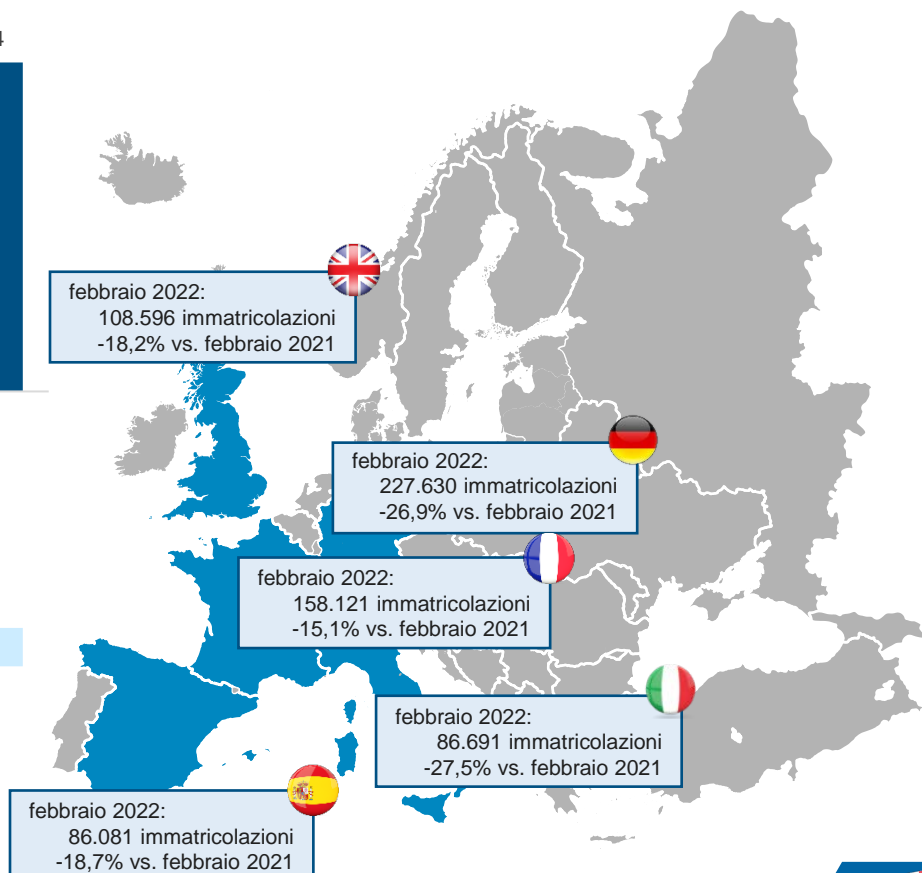 4
febbraio 2022:
108.596 immatricolazioni
-18,2% vs. febbraio 2021
febbraio 2022:
227.630 immatricolazioni
-26,9% vs. febbraio 2021
febbraio 2022:
158.121 immatricolazioni
-15,1% vs. febbraio 2021
febbraio 2022:
86.691 immatricolazioni
-27,5% vs. febbraio 2021
febbraio 2022:
86.081 immatricolazioni
-18,7% vs. febbraio 2021